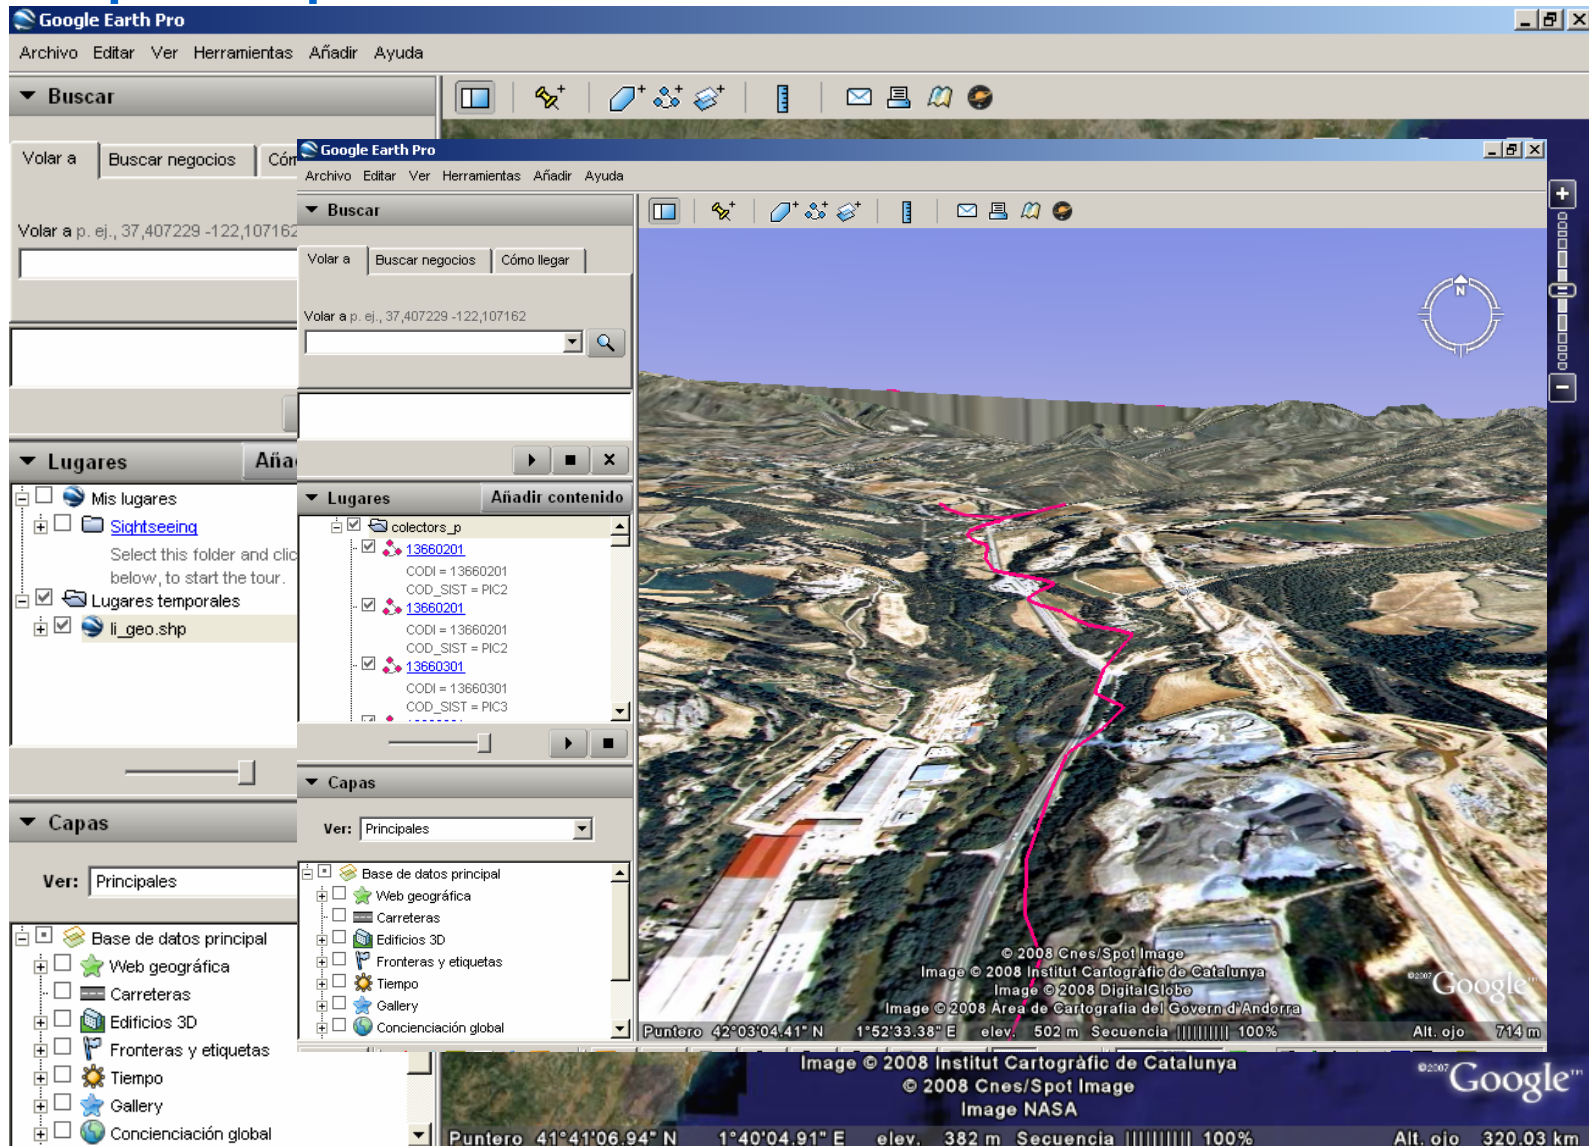 Google Earth Pro
Archivo Editar Ver Herramientas Añadir Ayuda
Buscar
Volar a
Buscar negocios
Volar a p. ej., 37,407229 -122,107162
Lugares
Mis lugares
Sightseeing
Select this folder and clic
below, to start the tour.
Lugares temporales
li_geo.shp
Capas
Ver: Principales
Base de datos principal
Web geográfica
Carreteras
Edificios 3D
Fronteras y etiquetas
Tiempo
Gallery
Concienciación global
Google Earth Pro
Archivo Editar Ver Herramientas Añadir Ayuda
Buscar
Volar a
Buscar negocios
Cómo llegar
Volar a p. ej., 37,407229 -122,107162
Lugares
Añadir contenido
colectors_p
13660201
CODI = 13660201
COD_SIST = PIC2
13660201
CODI = 13660201
COD_SIST = PIC2
13660301
CODI = 13660301
COD_SIST = PIC3
Capas
Ver: Principales
Base de datos principal
Web geográfica
Carreteras
Edificios 3D
Fronteras y etiquetas
Tiempo
Gallery
Concienciación global
N
© 2008 Cnes/Spot Image
Image © 2008 Institut Cartogràfic de Catalunya
Image © 2008 DigitalGlobe
Image © 2008 Àrea de Cartografia del Govern d'Andorra
©2007 Google™
Puntero 42°03'04.41" N 1°52'33.38" E elev. 502 m Secuencia |||||||||| 100% Alt. ojo 714 m
Image © 2008 Institut Cartogràfic de Catalunya
© 2008 Cnes/Spot Image
Image NASA
©2007 Google™
Puntero 41°41'06.94" N 1°40'04.91" E elev. 382 m Secuencia |||||||||| 100% Alt. ojo 320.03 km